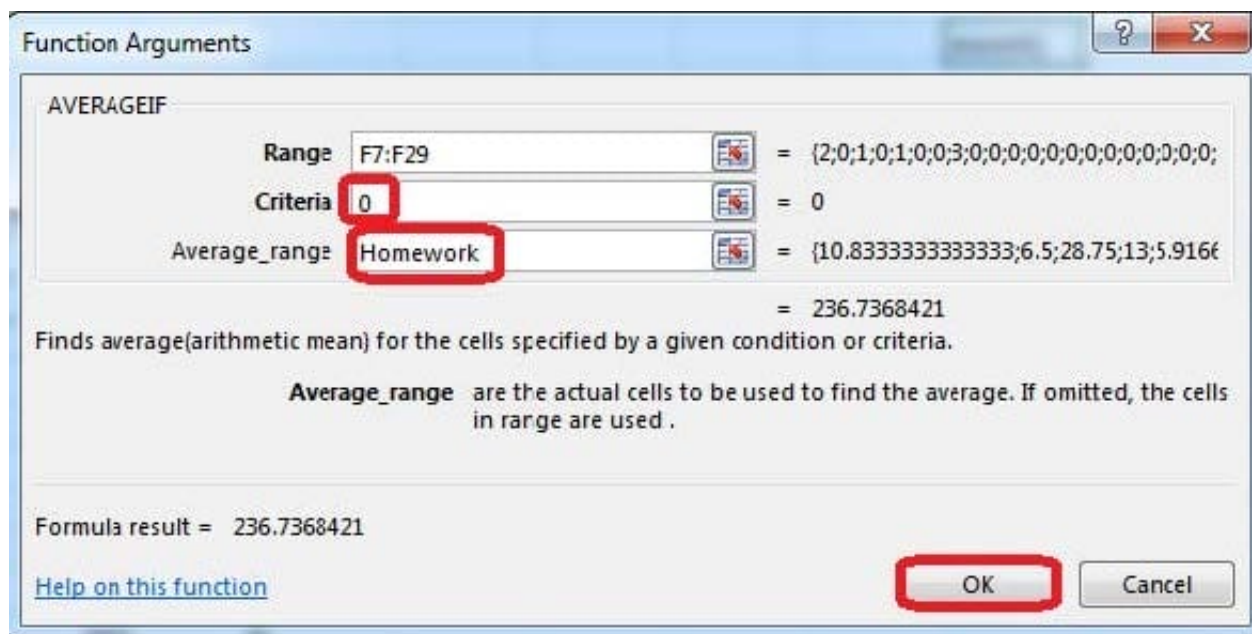 Function Arguments
AVERAGEIF
Range F7:F29 = {2;0;1;0;1;0;0;3;0;0;0;0;0;0;0;0;0;0;0;0;0;
Criteria 0 = 0
Average_range Homework = {10.8333333333333;6.5;28.75;13;5.9166
= 236.7368421
Finds average(arithmetic mean) for the cells specified by a given condition or criteria.
Average_range are the actual cells to be used to find the average. If omitted, the cells
in range are used .
Formula result = 236.7368421
Help on this function
OK Cancel